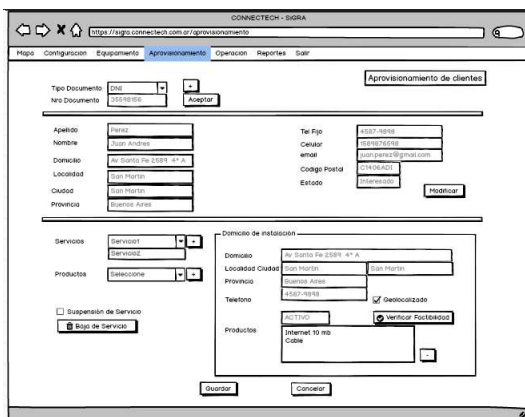 CONNECTECH - SIGRA
https://sigra.connectech.com.ar/aprovisionamiento
Mapa Configuracion Equipamiento Aprovisionamiento Operacion Reportes Salir
Aprovisionamiento de clientes
Tipo Documento DNI +
Nro Documento 35598156 Aceptar
Apellido Perez
Nombre Juan Andres
Domicilio Av Santa Fe 2589 4° A
Localidad San Martin
Ciudad San Martin
Provincia Buenos Aires
Tel Fijo 4587-9898
Celular 1589876598
email juan.perez@gmail.com
Codigo Postal C1406ADI
Estado Interesado
Modificar
Servicios Servicio1 +
Servicio2
Productos Seleccione +
Suspensión de Servicio
Baja de Servicio
Domicilio de instalación
Domicilio Av Santa Fe 2589 4° A
Localidad Ciudad San Martin San Martin
Provincia Buenos Aires
Telefono 4587-9898 Geolocalizado
ACTIVO Verificar Factibilidad
Productos Internet 10 mb
Cable
-
Guardar Cancelar